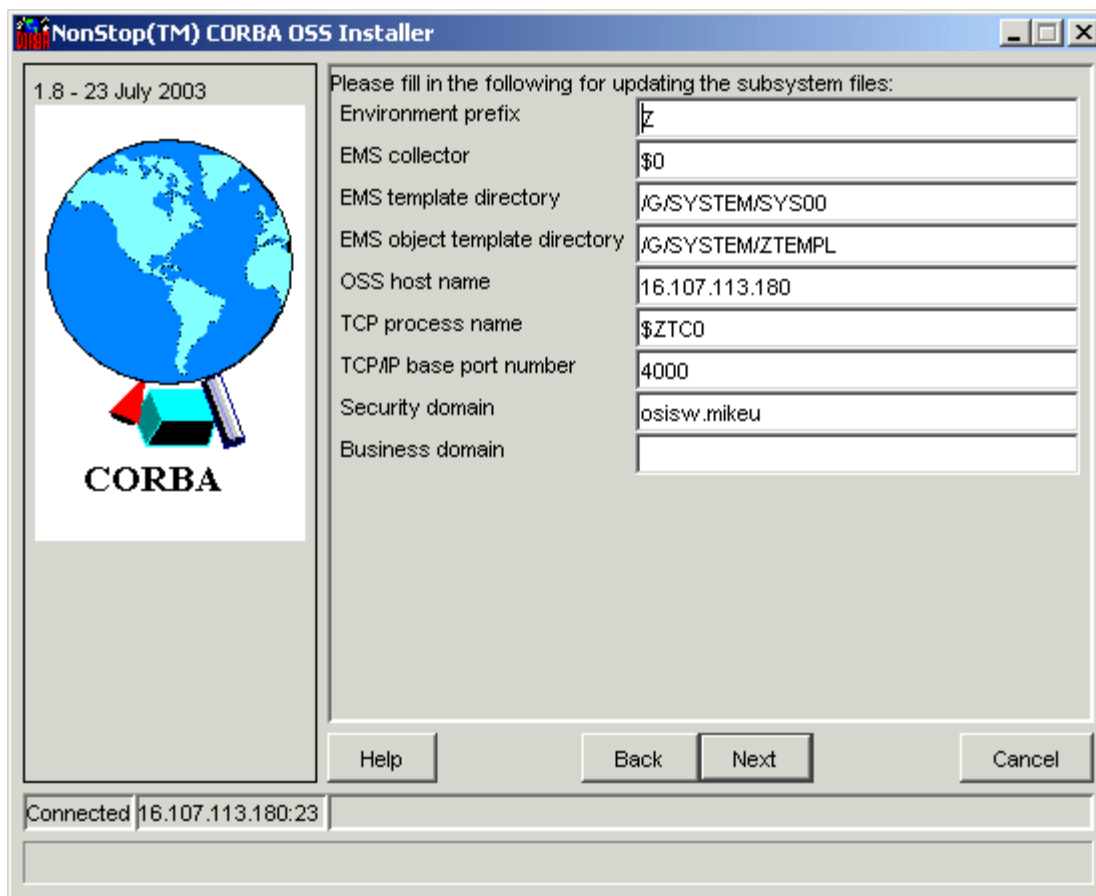 NonStop(TM) CORBA OSS Installer
1.8 - 23 July 2003
CORBA
Please fill in the following for updating the subsystem files:
Environment prefix Z
EMS collector $0
EMS template directory /G/SYSTEM/SYS00
EMS object template directory /G/SYSTEM/ZTEMPL
OSS host name 16.107.113.180
TCP process name $ZTC0
TCP/IP base port number 4000
Security domain osisw.mikeu
Business domain
Help Back Next Cancel
Connected 16.107.113.180:23